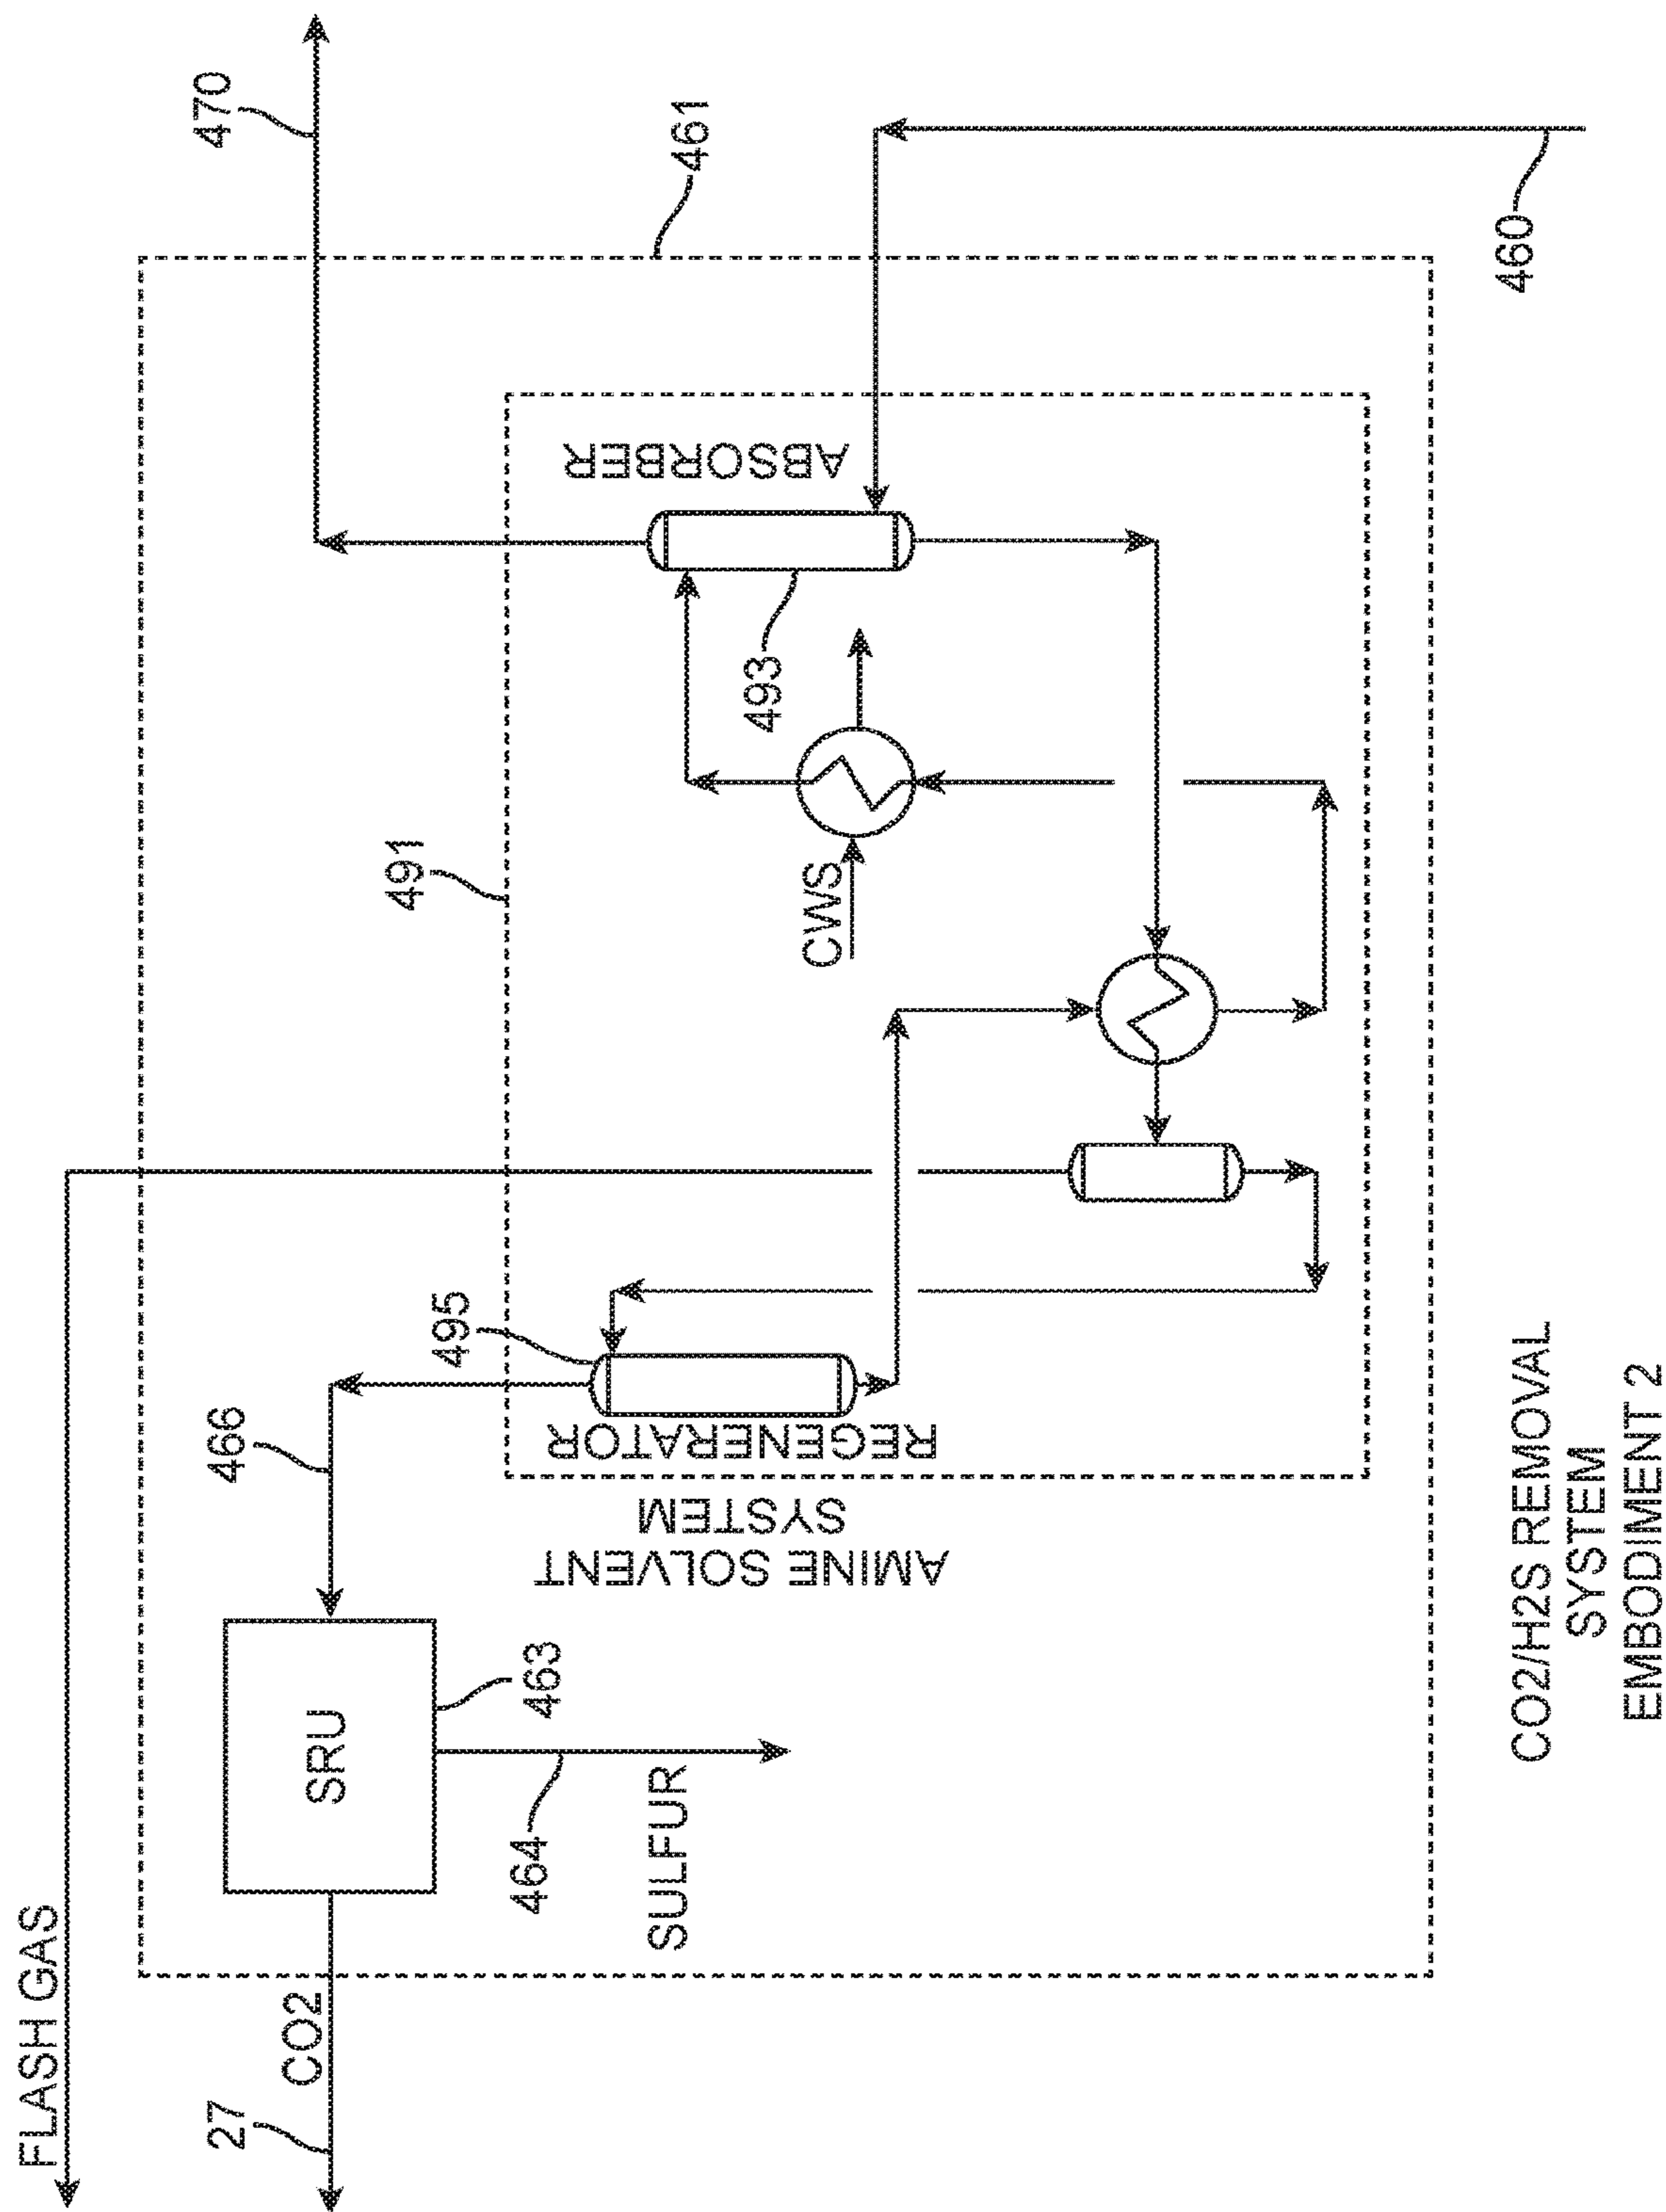 FLASH GAS
27
CO2
466
470
SRU
463
464
SULFUR
495
491
461
REGENERATOR
AMINE SOLVENT
SYSTEM
ABSORBER
493
CWS
460
CO2/H2S REMOVAL
SYSTEM
EMBODIMENT 2